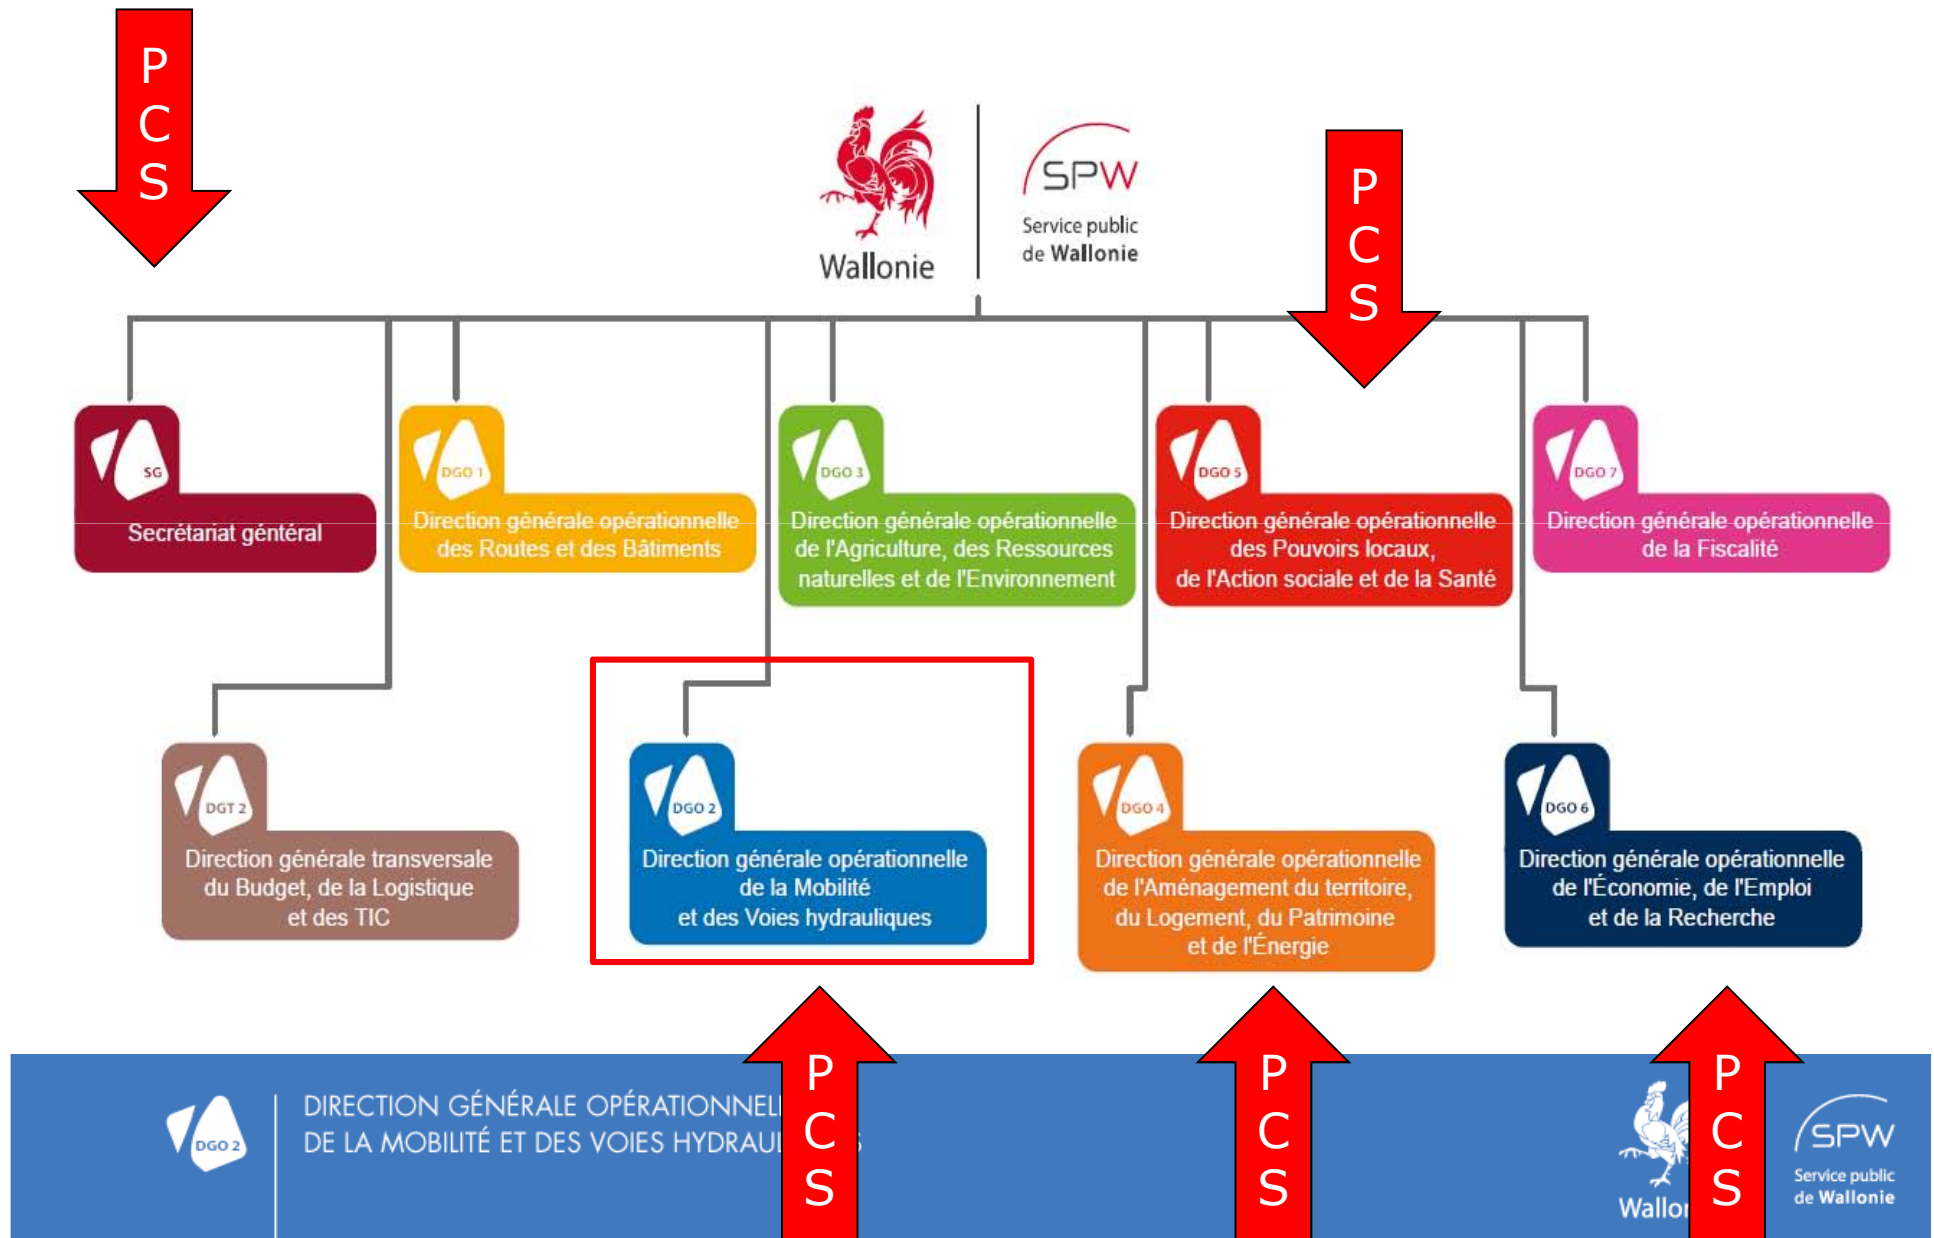 P
C
S
Wallonie
SPW
Service public
de Wallonie
P
C
S
SG
Secrétariat géntéral
DGO 1
Direction générale opérationnelle
des Routes et des Bâtiments
DGO 3
Direction générale opérationnelle
de l'Agriculture, des Ressources
naturelles et de l'Environnement
DGO 5
Direction générale opérationnelle
des Pouvoirs locaux,
de l'Action sociale et de la Santé
DGO 7
Direction générale opérationnelle
de la Fiscalité
DGT 2
Direction générale transversale
du Budget, de la Logistique
et des TIC
DGO 2
Direction générale opérationnelle
de la Mobilité
et des Voies hydrauliques
DGO 4
Direction générale opérationnelle
de l'Aménagement du territoire,
du Logement, du Patrimoine
et de l'Énergie
DGO 6
Direction générale opérationnelle
de l'Économie, de l'Emploi
et de la Recherche
P
C
S
P
C
S
P
C
S
DGO 2
DIRECTION GÉNÉRALE OPÉRATIONNEL
DE LA MOBILITÉ ET DES VOIES HYDRAUL S
Wallon
SPW
Service public
de Wallonie